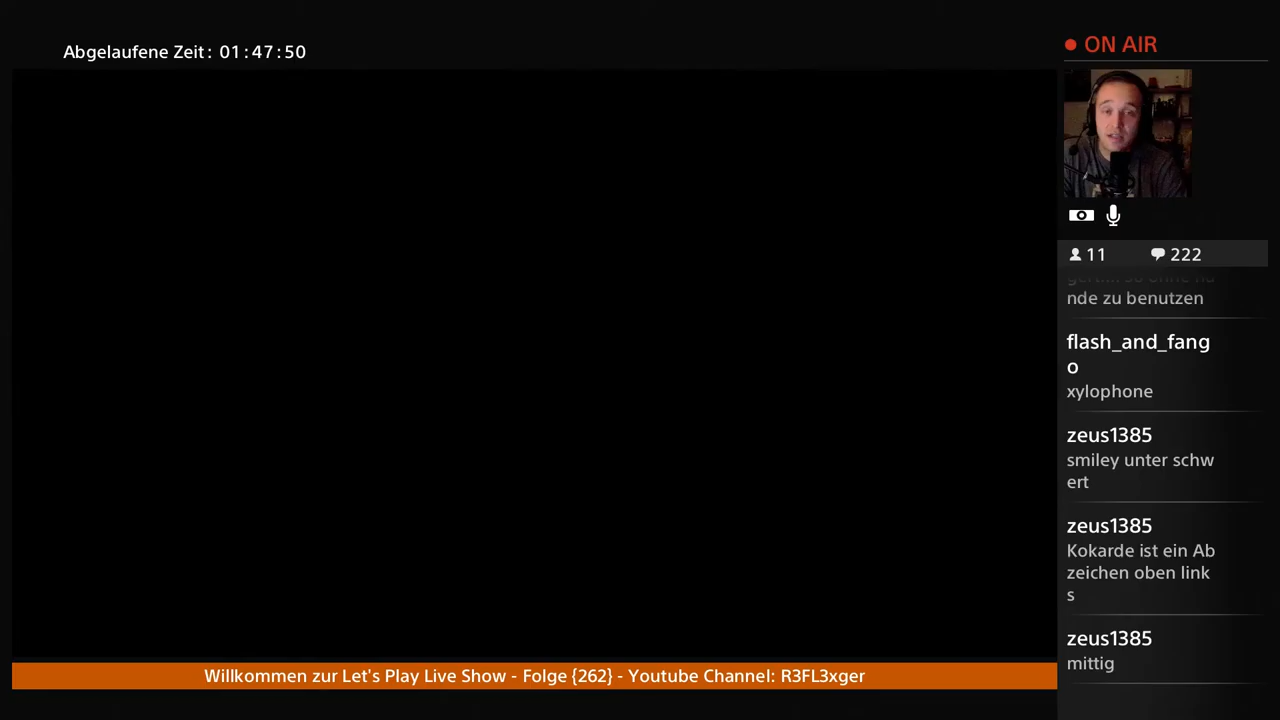 Abgelaufene Zeit: 01:47:50
ON AIR
11 222
nde zu benutzen
flash_and_fang
o
xylophone
zeus1385
smiley unter schw
ert
zeus1385
Kokarde ist ein Ab
zeichen oben link
s
zeus1385
mittig
Willkommen zur Let's Play Live Show - Folge {262} - Youtube Channel: R3FL3xger